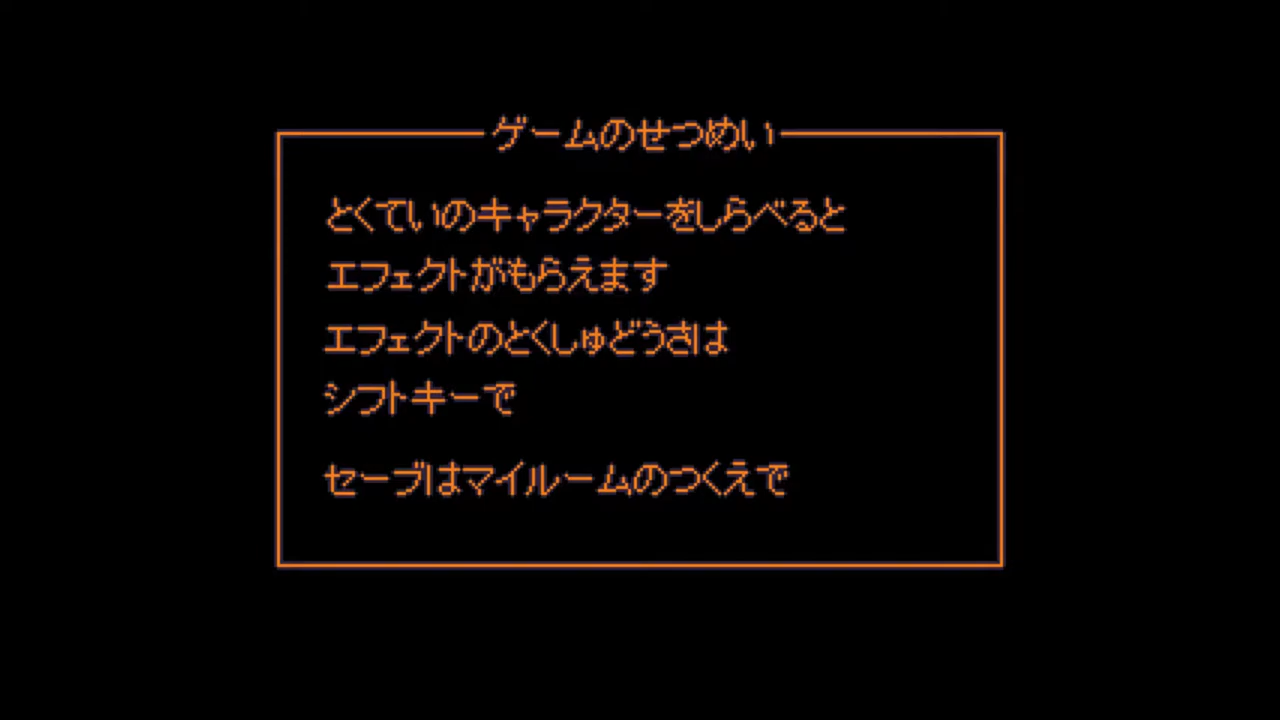 ゲームのせつめい
とくていのキャラクターをしらべると
エフェクトがもらえます
エフェクトのとくしゅどうさは
シフトキーで
セーブはマイルームのつくえで